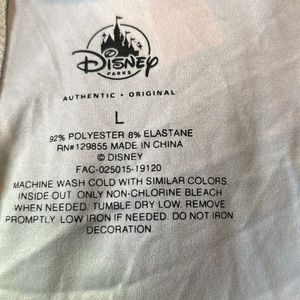 Disney
PARKS
AUTHENTIC • ORIGINAL
L
92% POLYESTER 8% ELASTANE
RN#129855 MADE IN CHINA
© DISNEY
FAC-025015-19120
MACHINE WASH COLD WITH SIMILAR COLORS
INSIDE OUT. ONLY NON-CHLORINE BLEACH
WHEN NEEDED. TUMBLE DRY LOW. REMOVE
PROMPTLY. LOW IRON IF NEEDED. DO NOT IRON
DECORATION.